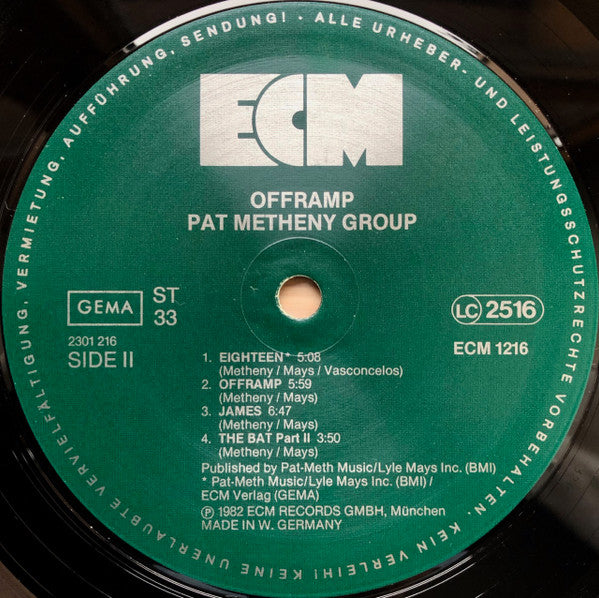 ALLE URHEBER- UND LEISTUNGSSCHUTZRECHTE VORBEHALTEN. KEIN VERLEIH! KEINE UNERLAUBTE VERVIELFÄLTIGUNG, VERMIETUNG, AUFFÜHRUNG, SENDUNG! •
ECM
OFFRAMP
PAT METHENY GROUP
GEMA
ST
33
LC 2516
2301 216
SIDE II
ECM 1216
1. EIGHTEEN* 5:08
(Metheny / Mays / Vasconcelos)
2. OFFRAMP 5:59
(Metheny / Mays)
3. JAMES 6:47
(Metheny / Mays)
4. THE BAT Part II 3:50
(Metheny / Mays)
Published by Pat-Meth Music/Lyle Mays Inc. (BMI)
* Pat-Meth Music/Lyle Mays Inc. (BMI) /
ECM Verlag (GEMA)
Ⓟ 1982 ECM RECORDS GMBH, München
MADE IN W. GERMANY